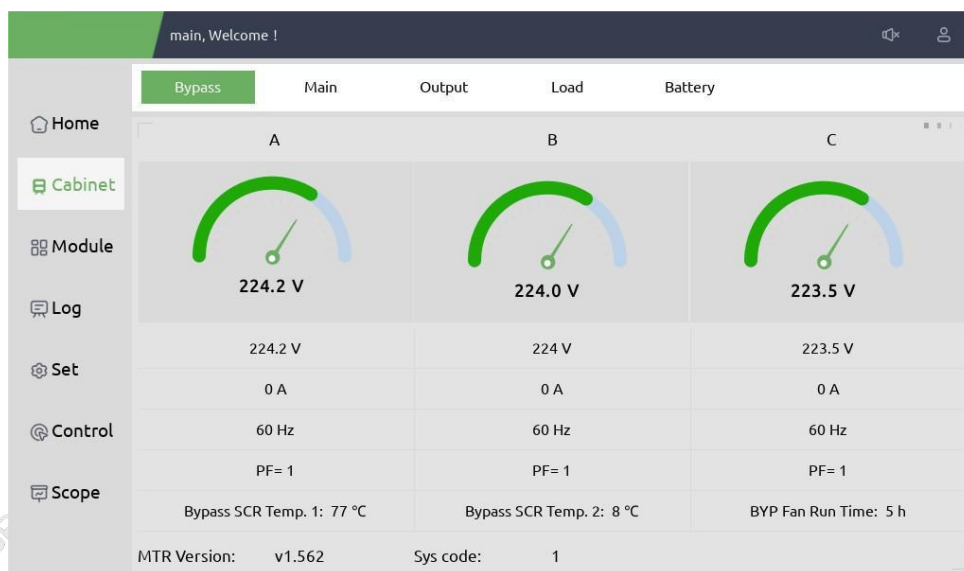 main, Welcome !
Bypass Main Output Load Battery
Home
Cabinet
Module
Log
Set
Control
Scope
A B C
224.2 V 224.0 V 223.5 V
224.2 V 224 V 223.5 V
0 A 0 A 0 A
60 Hz 60 Hz 60 Hz
PF= 1 PF= 1 PF= 1
Bypass SCR Temp. 1: 77 ℃ Bypass SCR Temp. 2: 8 ℃ BYP Fan Run Time: 5 h
MTR Version: v1.562 Sys code: 1